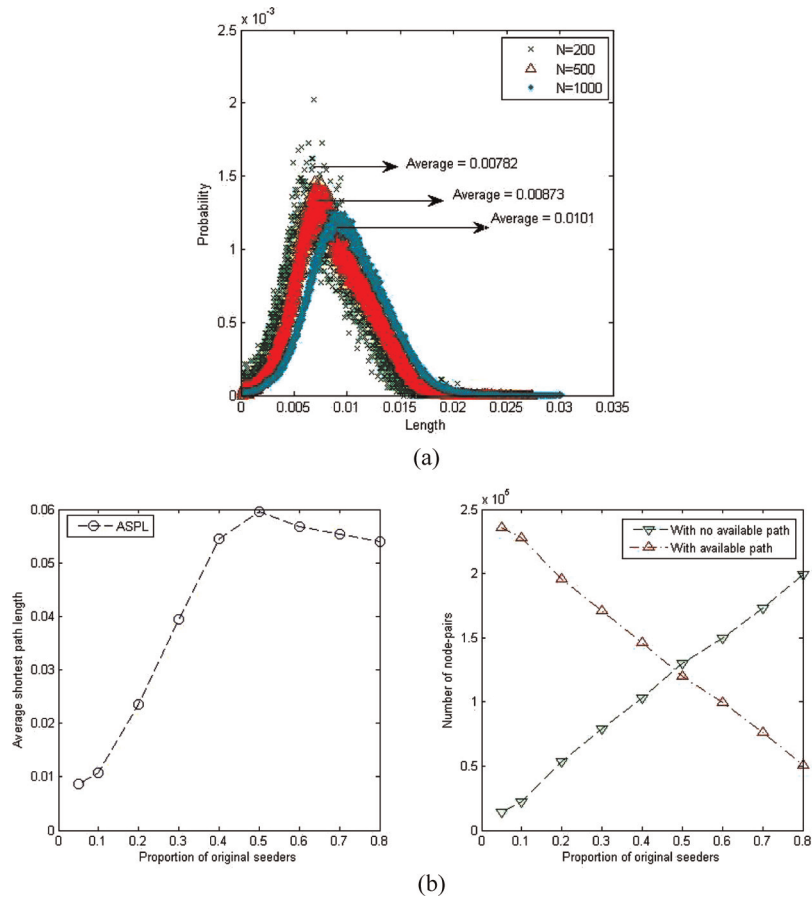 x 10^-3
2.5
2
1.5
1
0.5
0
Probability
N=200
N=500
N=1000
Average = 0.00782
Average = 0.00873
Average = 0.0101
0 0.005 0.01 0.015 0.02 0.025 0.03 0.035
Length
(a)
0.06
0.05
0.04
0.03
0.02
0.01
0
Average shortest path length
ASPL
0 0.1 0.2 0.3 0.4 0.5 0.6 0.7 0.8
Proportion of original seeders
x 10^5
2.5
2
1.5
1
0.5
0
Number of node-pairs
With no available path
With available path
0 0.1 0.2 0.3 0.4 0.5 0.6 0.7 0.8
Proportion of original seeders
(b)